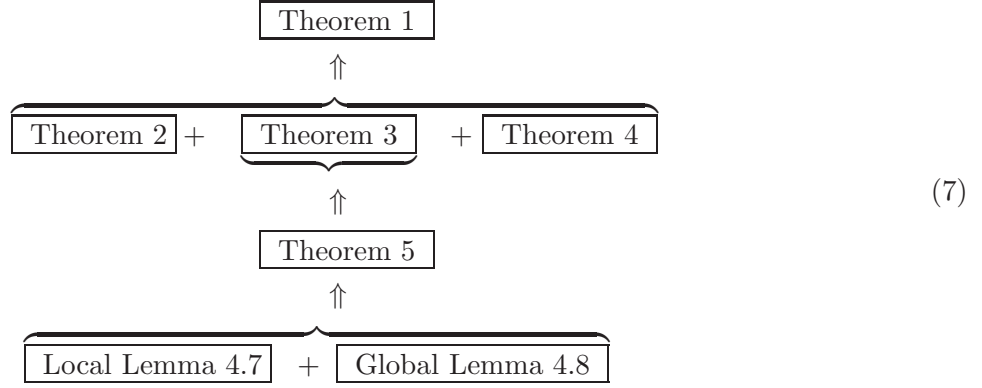 Theorem 1
⇑
Theorem 2 + Theorem 3 + Theorem 4
(7)
⇑
Theorem 5
⇑
Local Lemma 4.7 + Global Lemma 4.8